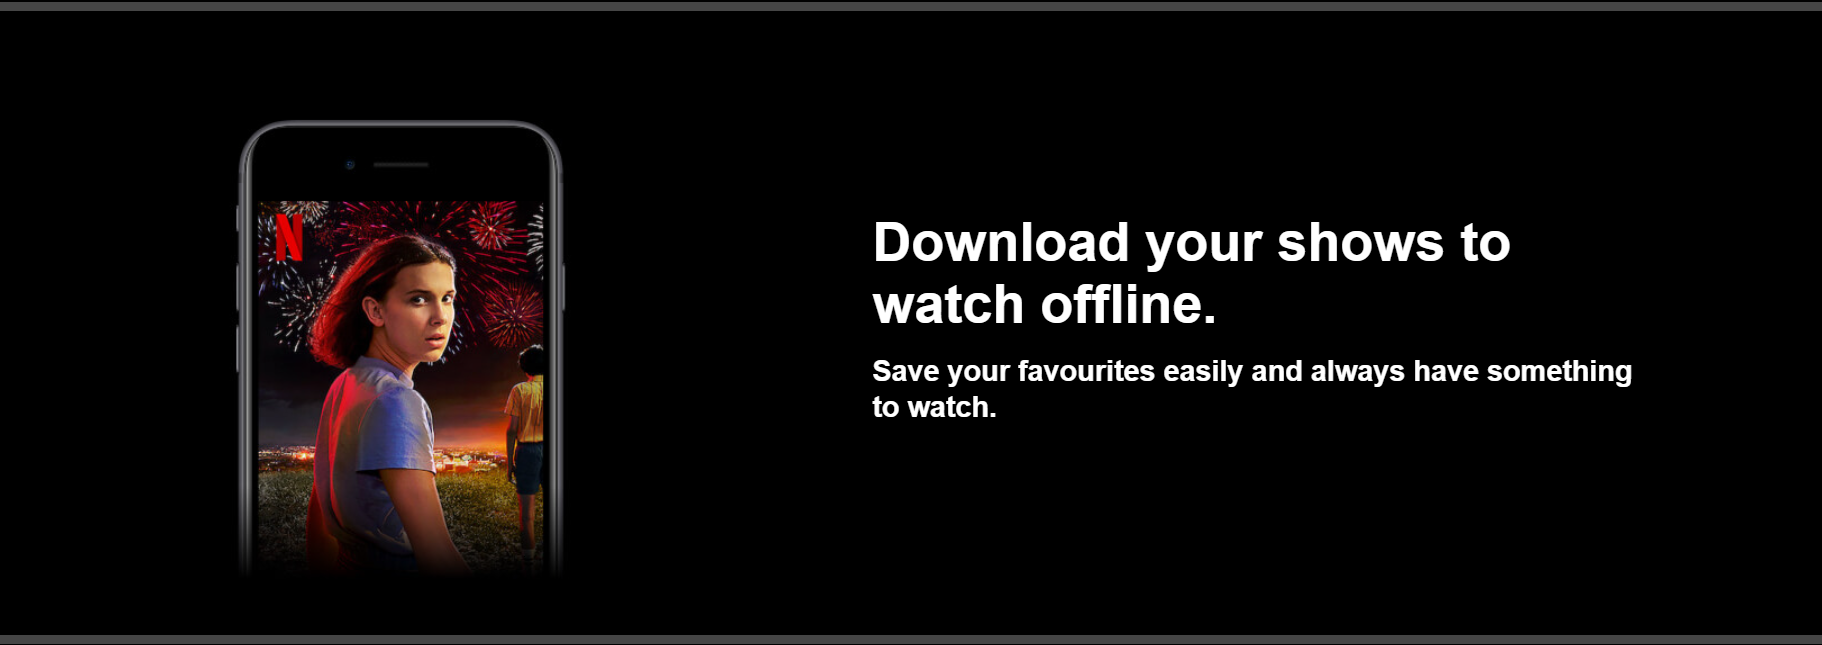 N
Download your shows to
watch offline.
Save your favourites easily and always have something
to watch.